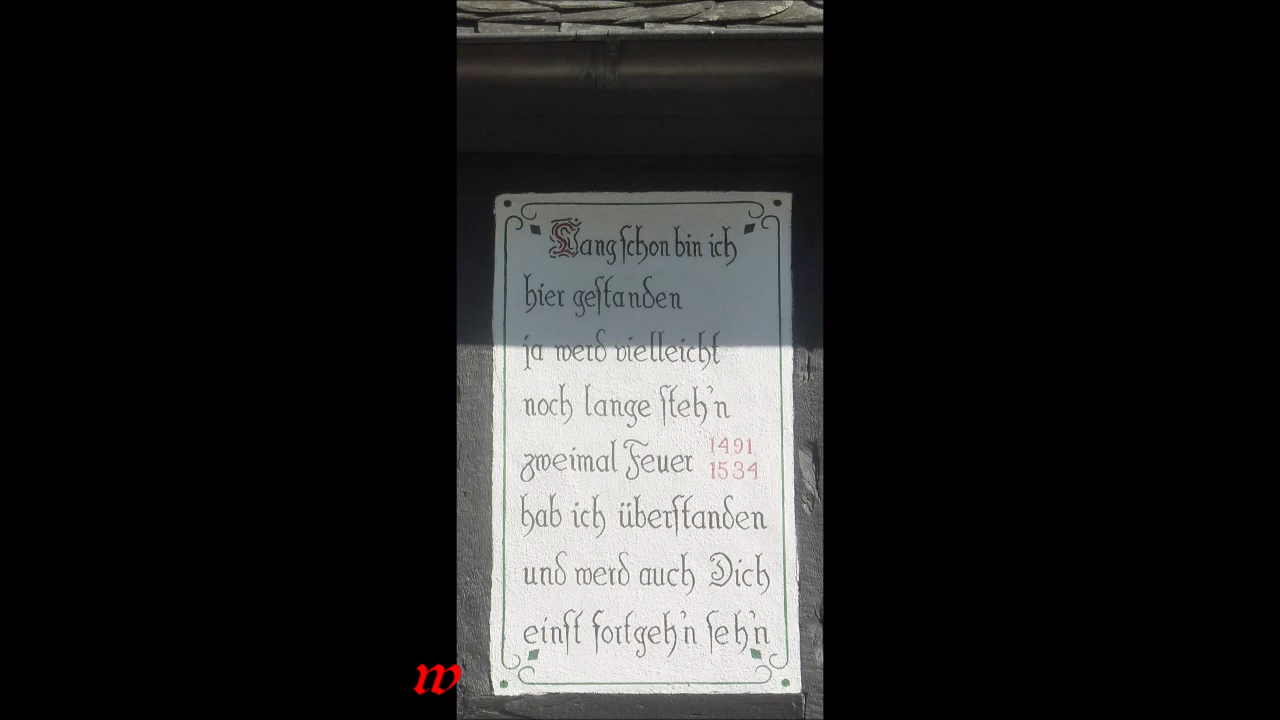 Lang ſchon bin ich
hier geſtanden
ja werd vielleicht
noch lange ſteh'n
zweimal Feuer 1491
1534
hab ich überſtanden
und werd auch Dich
einſt fortgeh'n ſeh'n
w